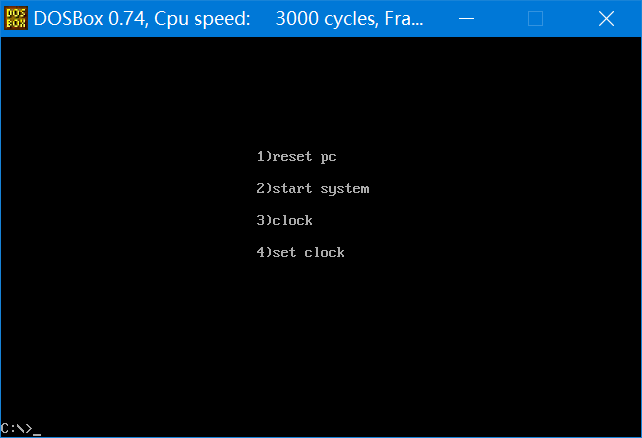 DOS
BOX
DOSBox 0.74, Cpu speed: 3000 cycles, Fra...
1)reset pc
2)start system
3)clock
4)set clock
C:\>_